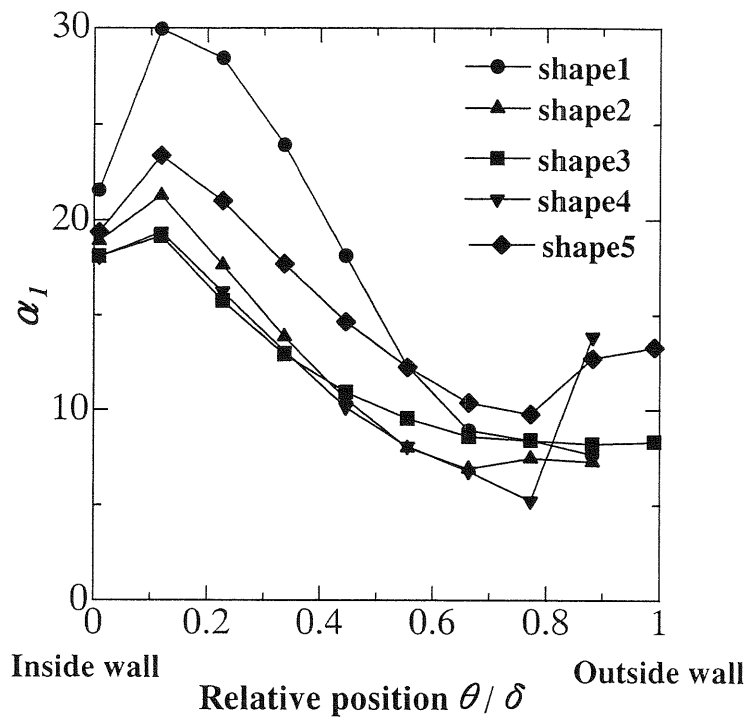 30
20
10
0
α1
shape1
shape2
shape3
shape4
shape5
0 0.2 0.4 0.6 0.8 1
Inside wall
Outside wall
Relative position θ/δ